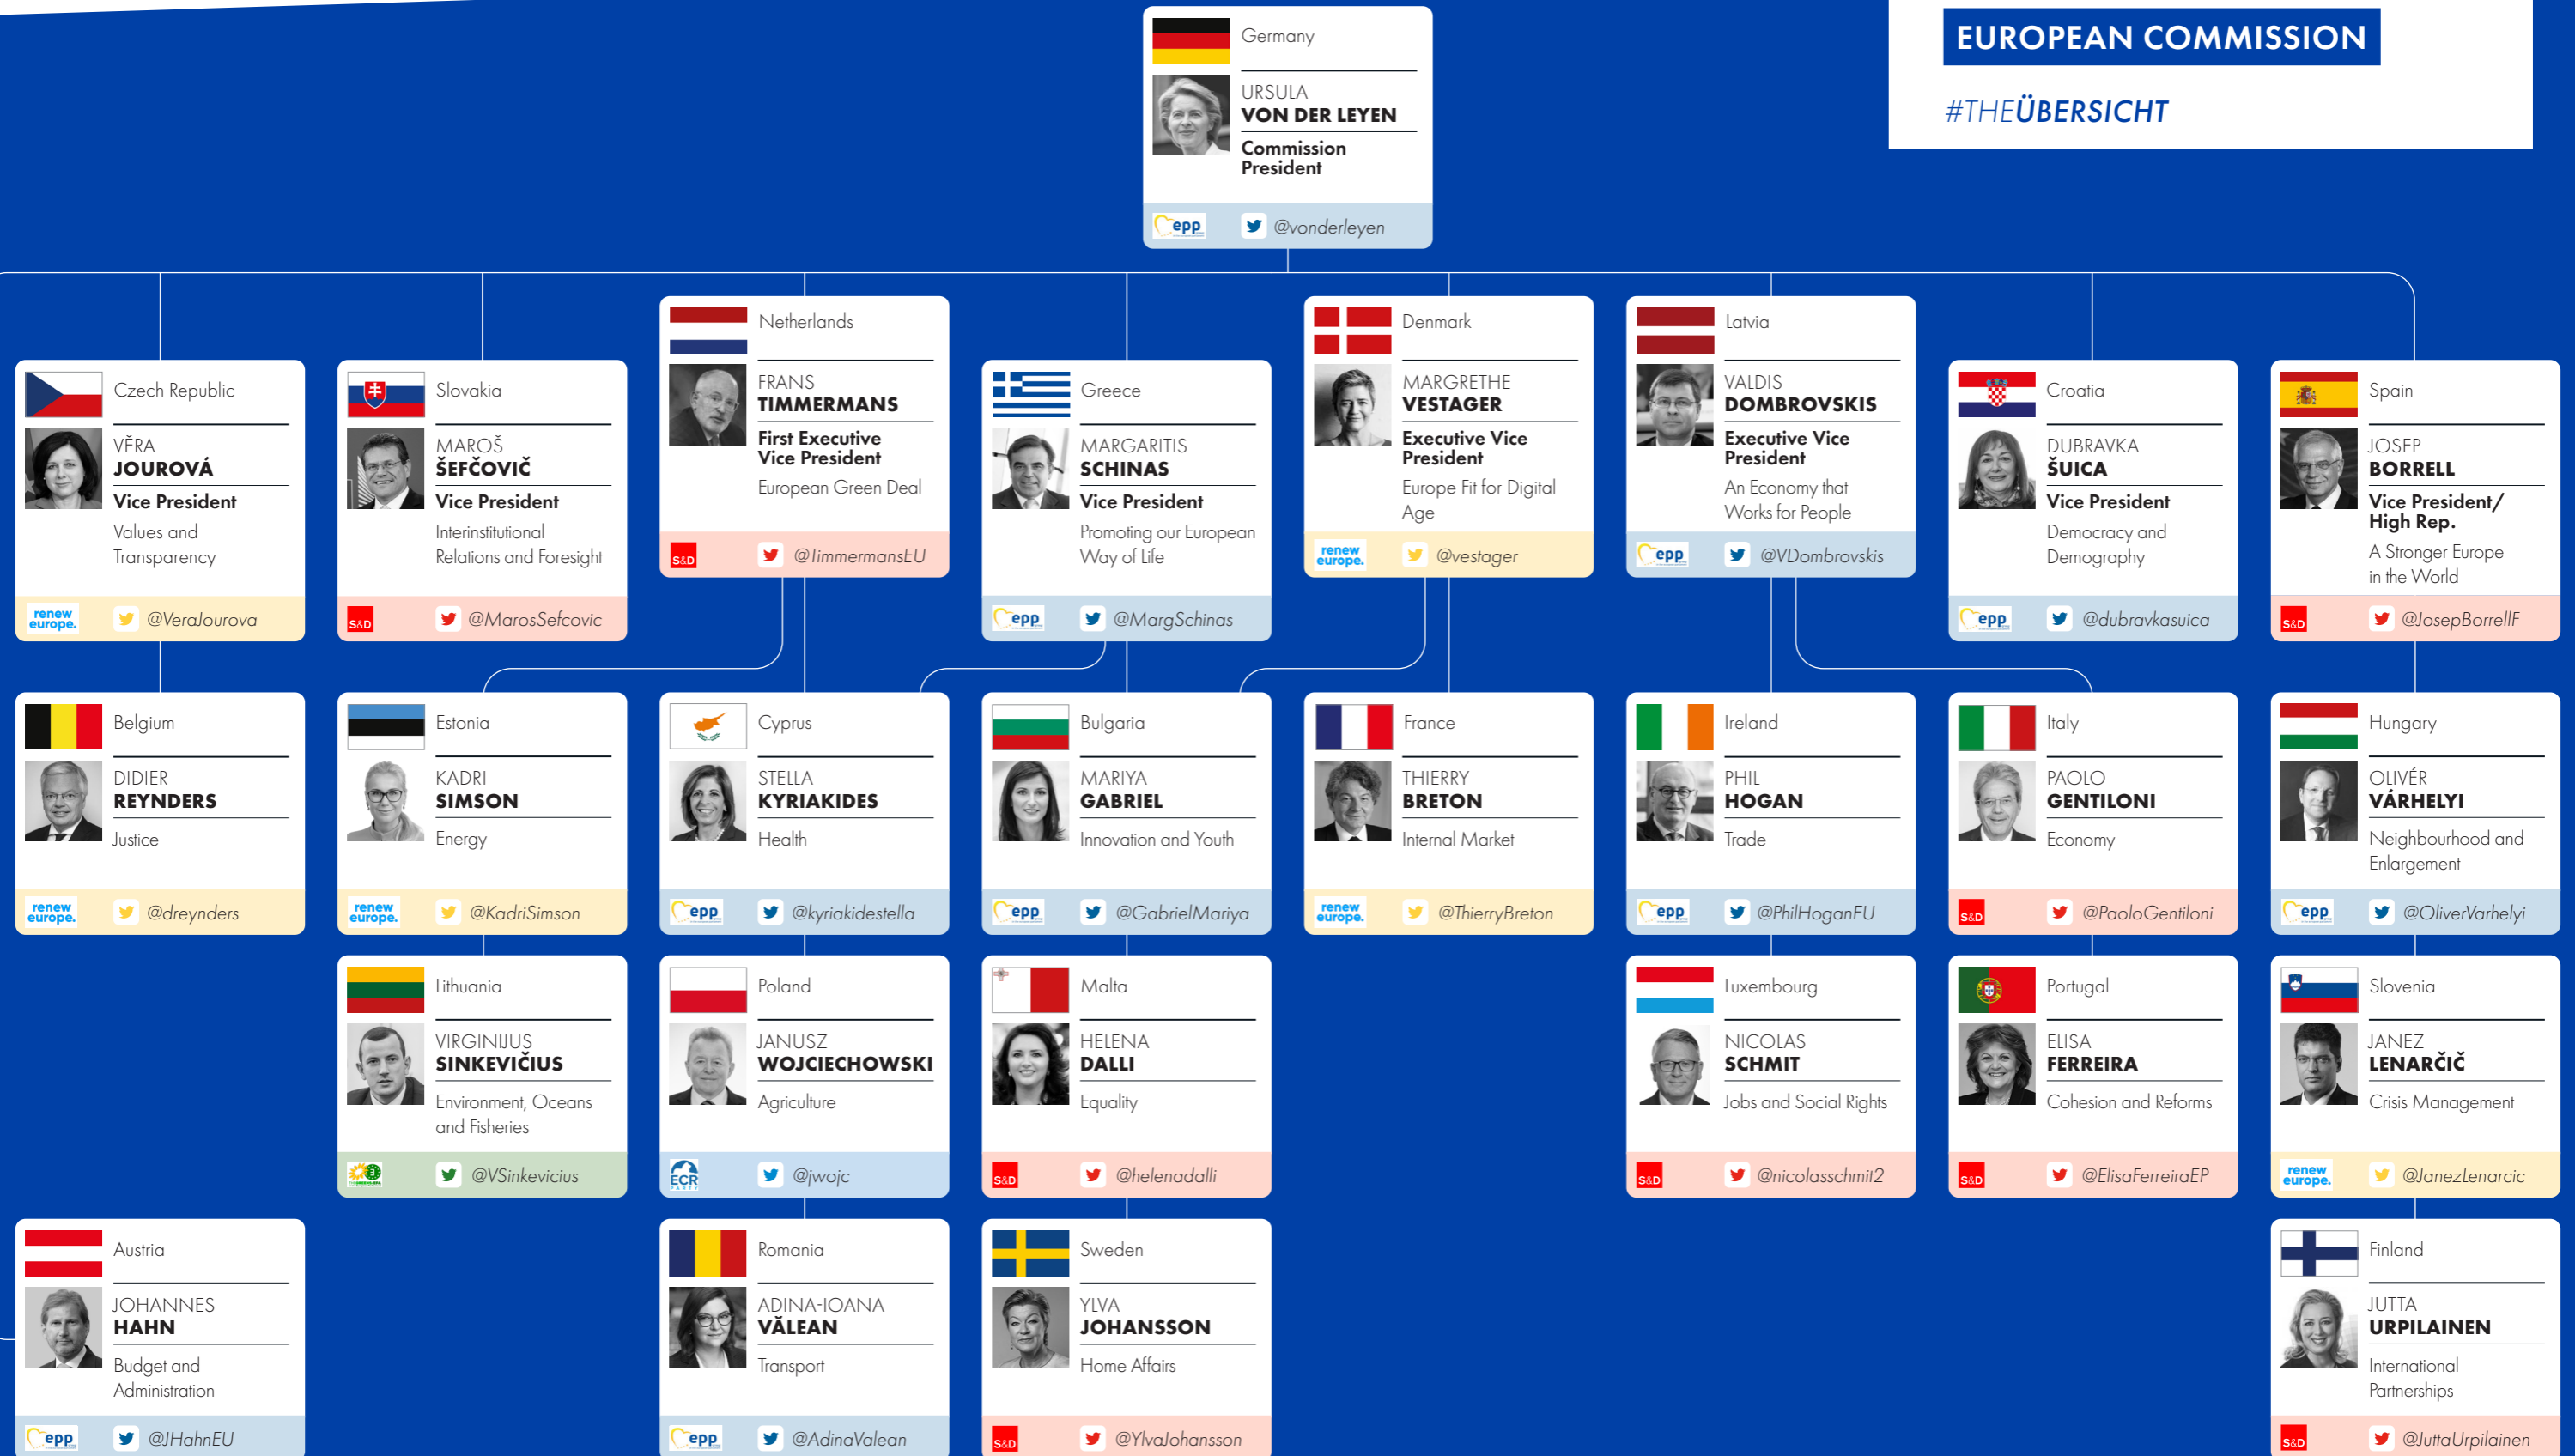 EUROPEAN COMMISSION
#THEÜBERSICHT
Germany
URSULA
VON DER LEYEN
Commission
President
epp
@vonderleyen
Czech Republic
VĚRA
JOUROVÁ
Vice President
Values and
Transparency
renew
europe.
@VeraJourova
Slovakia
MAROŠ
ŠEFČOVIČ
Vice President
Interinstitutional
Relations and Foresight
S&D
@MarosSefcovic
Netherlands
FRANS
TIMMERMANS
First Executive
Vice President
European Green Deal
S&D
@TimmermansEU
Greece
MARGARITIS
SCHINAS
Vice President
Promoting our European
Way of Life
epp
@MargSchinas
Denmark
MARGRETHE
VESTAGER
Executive Vice
President
Europe Fit for Digital
Age
renew
europe.
@vestager
Latvia
VALDIS
DOMBROVSKIS
Executive Vice
President
An Economy that
Works for People
epp
@VDombrovskis
Croatia
DUBRAVKA
ŠUICA
Vice President
Democracy and
Demography
epp
@dubravkasuica
Spain
JOSEP
BORRELL
Vice President/
High Rep.
A Stronger Europe
in the World
S&D
@JosepBorrellF
Belgium
DIDIER
REYNDERS
Justice
renew
europe.
@dreynders
Estonia
KADRI
SIMSON
Energy
renew
europe.
@KadriSimson
Cyprus
STELLA
KYRIAKIDES
Health
epp
@kyriakidestella
Bulgaria
MARIYA
GABRIEL
Innovation and Youth
epp
@GabrielMariya
France
THIERRY
BRETON
Internal Market
renew
europe.
@ThierryBreton
Ireland
PHIL
HOGAN
Trade
epp
@PhilHoganEU
Italy
PAOLO
GENTILONI
Economy
S&D
@PaoloGentiloni
Hungary
OLIVÉR
VÁRHELYI
Neighbourhood and
Enlargement
epp
@OliverVarhelyi
Lithuania
VIRGINIJUS
SINKEVIČIUS
Environment, Oceans
and Fisheries
@VSinkevicius
Poland
JANUSZ
WOJCIECHOWSKI
Agriculture
ECR
PARTY
@jwojc
Malta
HELENA
DALLI
Equality
S&D
@helenadalli
Luxembourg
NICOLAS
SCHMIT
Jobs and Social Rights
S&D
@nicolasschmit2
Portugal
ELISA
FERREIRA
Cohesion and Reforms
S&D
@ElisaFerreiraEP
Slovenia
JANEZ
LENARČIČ
Crisis Management
renew
europe.
@JanezLenarcic
Austria
JOHANNES
HAHN
Budget and
Administration
epp
@JHahnEU
Romania
ADINA-IOANA
VĂLEAN
Transport
epp
@AdinaValean
Sweden
YLVA
JOHANSSON
Home Affairs
S&D
@YlvaJohansson
Finland
JUTTA
URPILAINEN
International
Partnerships
S&D
@JuttaUrpilainen